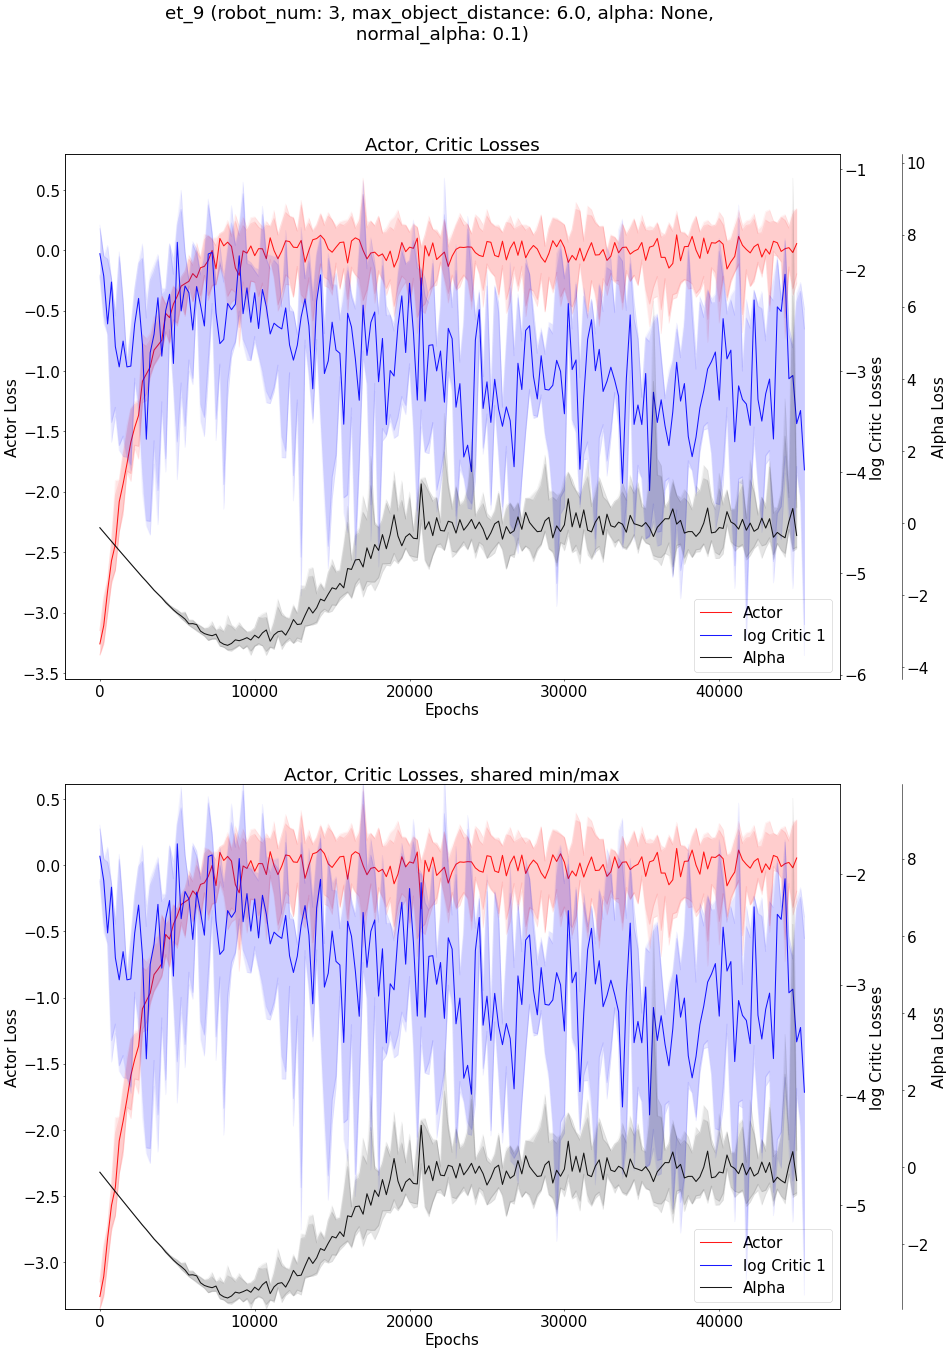 et_9 (robot_num: 3, max_object_distance: 6.0, alpha: None,
normal_alpha: 0.1)
Actor, Critic Losses
Actor Loss
0.5
0.0
−0.5
−1.0
−1.5
−2.0
−2.5
−3.0
−3.5
0
10000
20000
30000
40000
Epochs
−1
−2
−3
−4
−5
−6
log Critic Losses
10
8
6
4
2
0
−2
−4
Alpha Loss
Actor
log Critic 1
Alpha
Actor, Critic Losses, shared min/max
Actor Loss
0.5
0.0
−0.5
−1.0
−1.5
−2.0
−2.5
−3.0
0
10000
20000
30000
40000
Epochs
−2
−3
−4
−5
log Critic Losses
8
6
4
2
0
−2
Alpha Loss
Actor
log Critic 1
Alpha